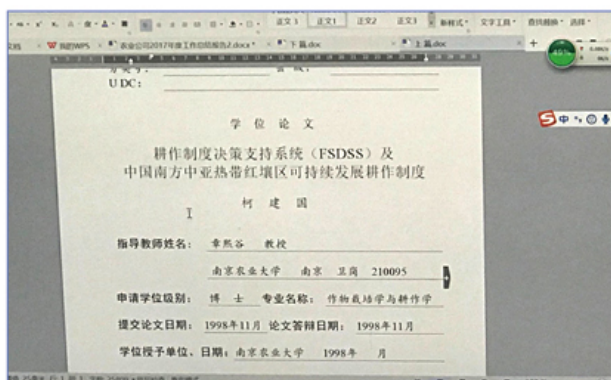 正文 3 正文1 正文2 正文3 新样式 文字工具 查找替换 选择
文档 我的WPS 农业公司2017年度工作总结报告2.docx * 下篇.doc 上篇.doc
UDC:
学 位 论 文
耕作制度决策支持系统(FSDSS)及
中国南方中亚热带红壤区可持续发展耕作制度
柯 建 国
指导教师姓名: 章熙谷 教授
南京农业大学 南京 卫岗 210095
申请学位级别: 博 士 专业名称: 作物栽培学与耕作学
提交论文日期: 1998年11月 论文答辩日期: 1998年11月
学位授予单位、日期: 南京农业大学 1998年 月
中